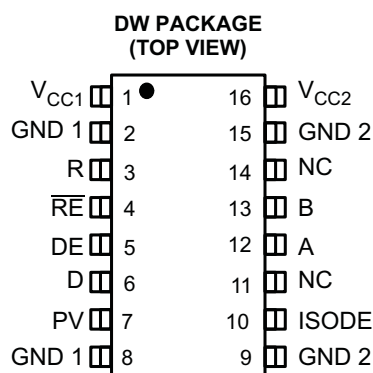 DW PACKAGE
(TOP VIEW)
VCC1 1 16 VCC2
GND 1 2 15 GND 2
R 3 14 NC
R̅E̅ 4 13 B
DE 5 12 A
D 6 11 NC
PV 7 10 ISODE
GND 1 8 9 GND 2